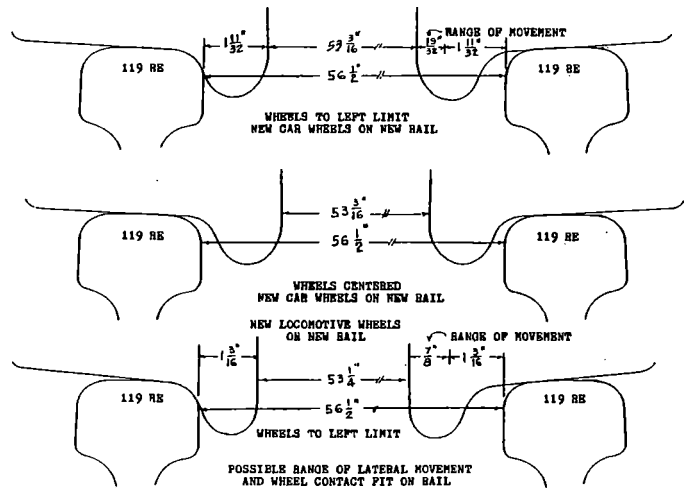 RANGE OF MOVEMENT
1 11/32" 53 3/16" 19/32" 1 11/32"
119 RE 56 1/2" 119 RE
WHEELS TO LEFT LIMIT
NEW CAR WHEELS ON NEW RAIL
53 3/16"
119 RE 56 1/2" 119 RE
WHEELS CENTERED
NEW CAR WHEELS ON NEW RAIL
NEW LOCOMOTIVE WHEELS
ON NEW RAIL
RANGE OF MOVEMENT
1 3/16" 53 1/4" 7/8" 1 3/16"
119 RE 56 1/2" 119 RE
WHEELS TO LEFT LIMIT
POSSIBLE RANGE OF LATERAL MOVEMENT
AND WHEEL CONTACT FIT ON RAIL